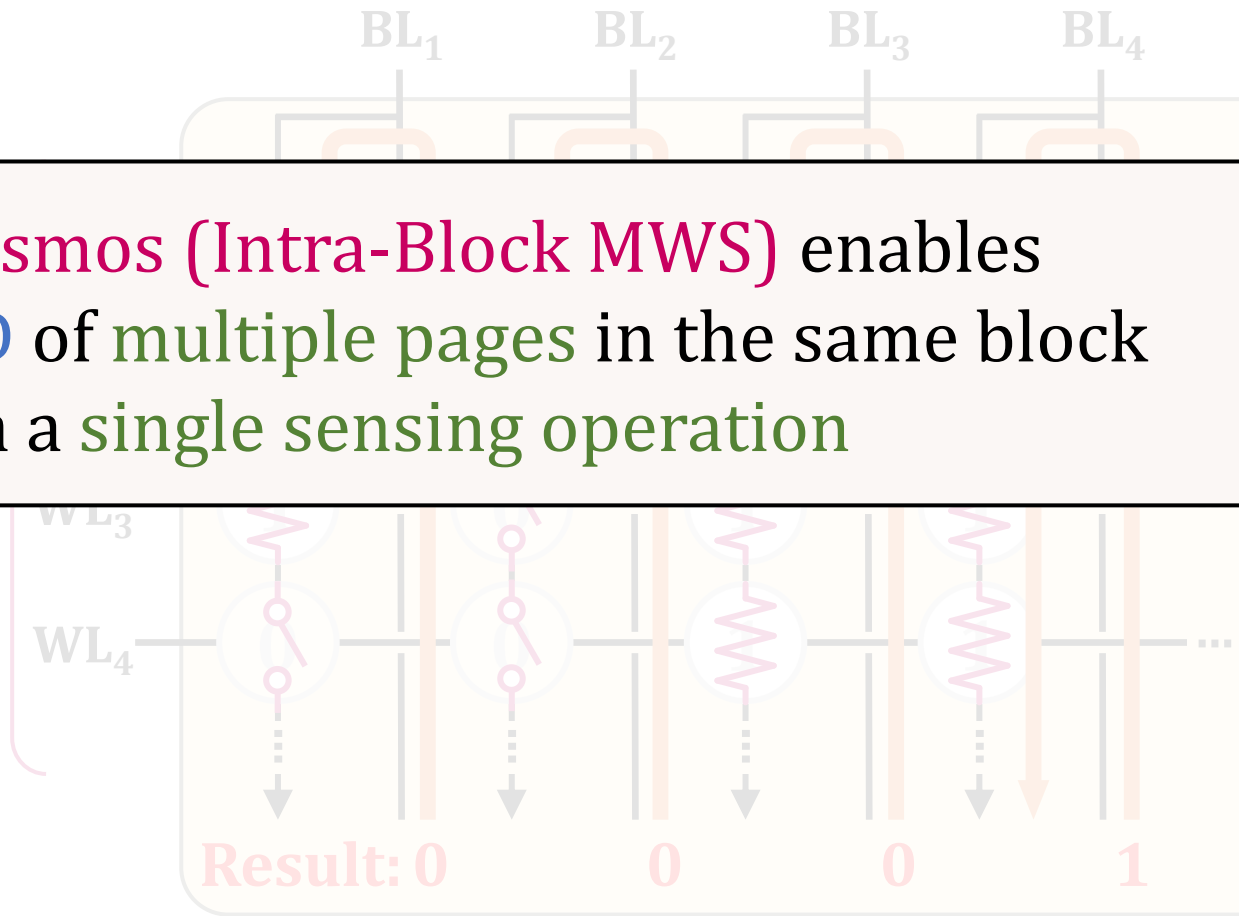 BL1 BL2 BL3 BL4
smos (Intra-Block MWS) enables
of multiple pages in the same block
a single sensing operation
WL3
WL4 ...
Result: 0 0 0 1